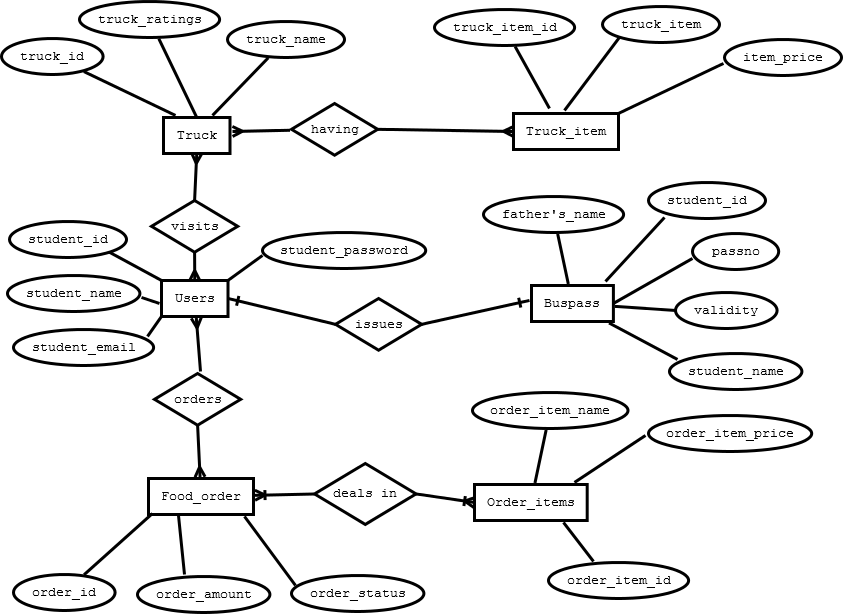 truck_ratings
truck_name
truck_id
truck_item_id
truck_item
item_price
Truck
having
Truck_item
visits
student_id
student_password
student_name
Users
student_email
father's_name
student_id
passno
validity
student_name
Buspass
issues
orders
order_item_name
order_item_price
Food_order
deals in
Order_items
order_id
order_amount
order_status
order_item_id